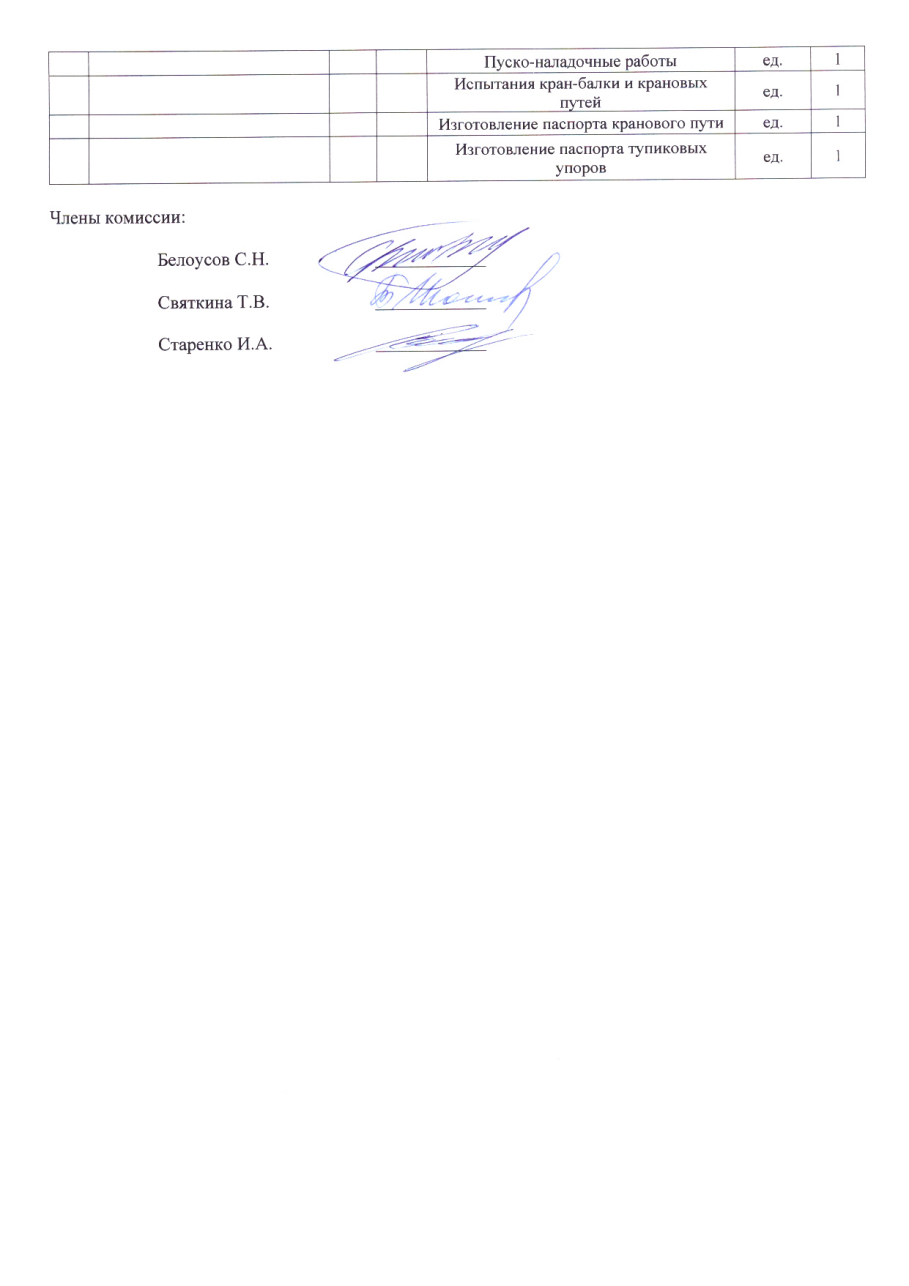 Пуско-наладочные работы ед. 1
Испытания кран-балки и крановых
путей ед. 1
Изготовление паспорта кранового пути ед. 1
Изготовление паспорта тупиковых
упоров ед. 1
Члены комиссии:
Белоусов С.Н.
Святкина Т.В.
Старенко И.А.